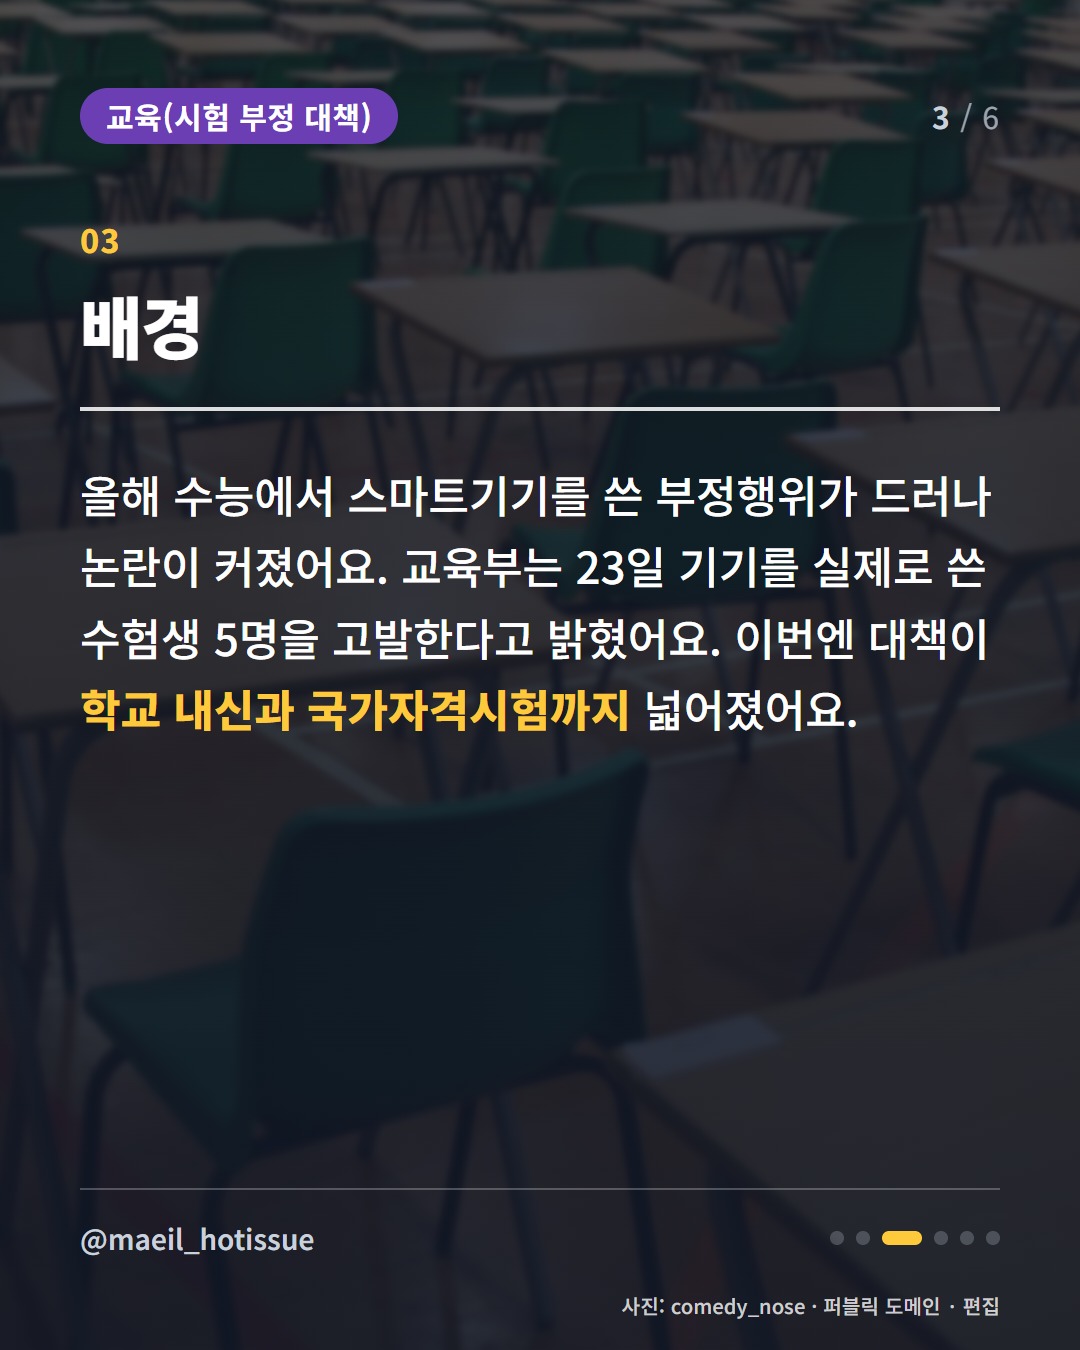 교육(시험 부정 대책)
3 / 6
03
배경
올해 수능에서 스마트기기를 쓴 부정행위가 드러나
논란이 커졌어요. 교육부는 23일 기기를 실제로 쓴
수험생 5명을 고발한다고 밝혔어요. 이번엔 대책이
학교 내신과 국가자격시험까지 넓어졌어요.
@maeil_hotissue
사진: comedy_nose · 퍼블릭 도메인 · 편집